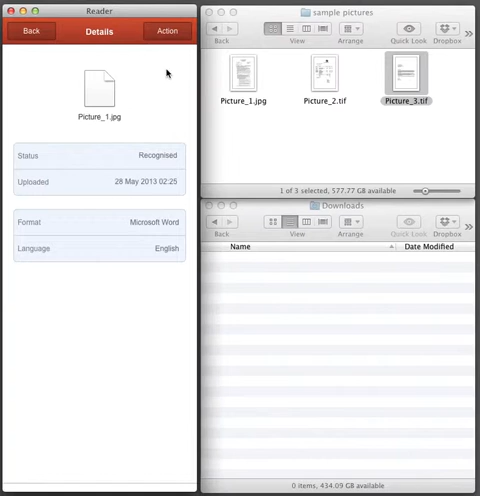 Reader
Back
Details
Action
Picture_1.jpg
Status
Recognised
Uploaded
28 May 2013 02:25
Format
Microsoft Word
Language
English
sample pictures
Back
View
Arrange
Quick Look
Dropbox
Picture_1.jpg
Picture_2.tif
Picture_3.tif
1 of 3 selected, 577.77 GB available
Downloads
Back
View
Arrange
Quick Look
Dropbox
Name
Date Modified
0 items, 434.09 GB available